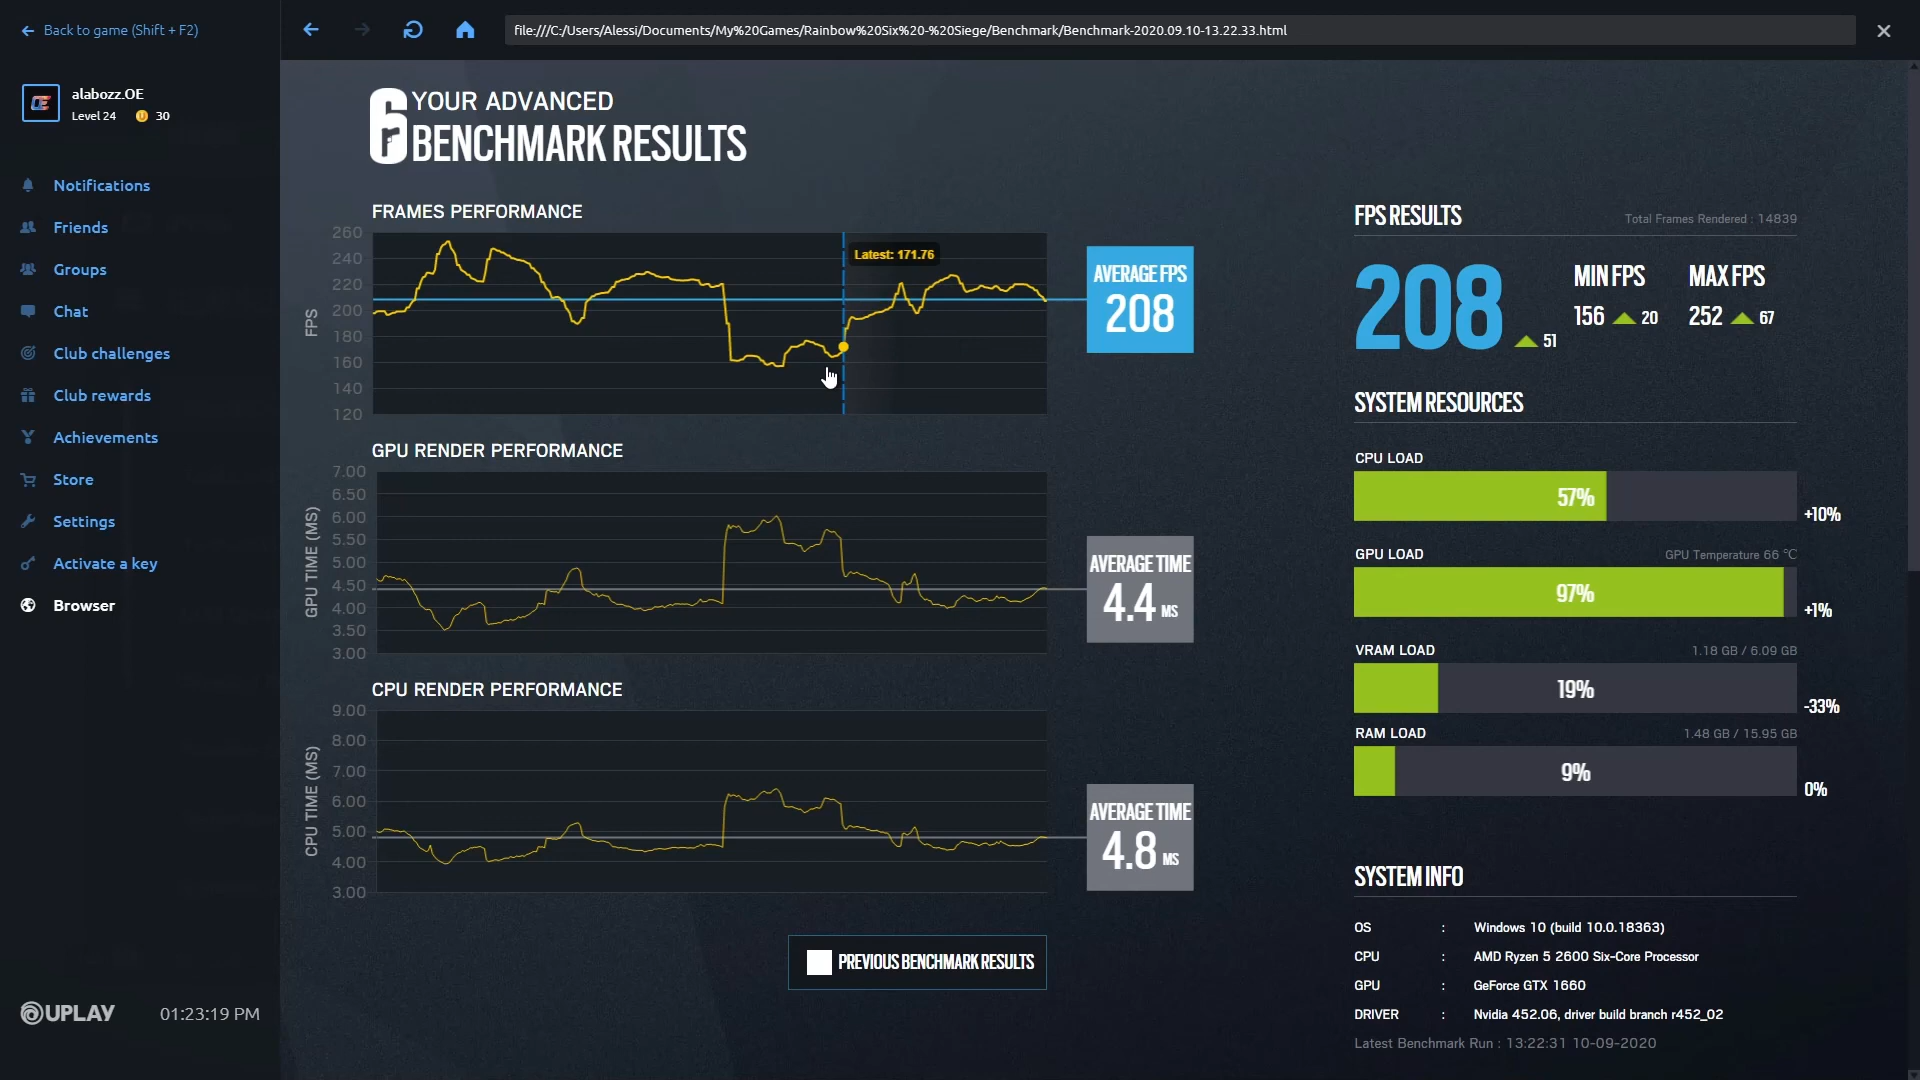 Back to game (Shift + F2)
file:///C:/Users/Alessi/Documents/My%20Games/Rainbow%20Six%20-%20Siege/Benchmark/Benchmark-2020.09.10-13.22.33.html
OE
alabozz.OE
Level 24 30
Notifications
Friends
Groups
Chat
Club challenges
Club rewards
Achievements
Store
Settings
Activate a key
Browser
UPLAY
01:23:19 PM
6 YOUR ADVANCED
BENCHMARK RESULTS
FRAMES PERFORMANCE
FPS
260
240
220
200
180
160
140
120
Latest: 171.76
AVERAGE FPS
208
GPU RENDER PERFORMANCE
GPU TIME (MS)
7.00
6.50
6.00
5.50
5.00
4.50
4.00
3.50
3.00
AVERAGE TIME
4.4 MS
CPU RENDER PERFORMANCE
CPU TIME (MS)
9.00
8.00
7.00
6.00
5.00
4.00
3.00
AVERAGE TIME
4.8 MS
PREVIOUS BENCHMARK RESULTS
FPS RESULTS
Total Frames Rendered : 14839
208 51
MIN FPS
156 20
MAX FPS
252 67
SYSTEM RESOURCES
CPU LOAD
57%
+10%
GPU LOAD
GPU Temperature 66 °C
97%
+1%
VRAM LOAD
1.18 GB / 6.09 GB
19%
-33%
RAM LOAD
1.48 GB / 15.95 GB
9%
0%
SYSTEM INFO
OS : Windows 10 (build 10.0.18363)
CPU : AMD Ryzen 5 2600 Six-Core Processor
GPU : GeForce GTX 1660
DRIVER : Nvidia 452.06, driver build branch r452_02
Latest Benchmark Run : 13:22:31 10-09-2020